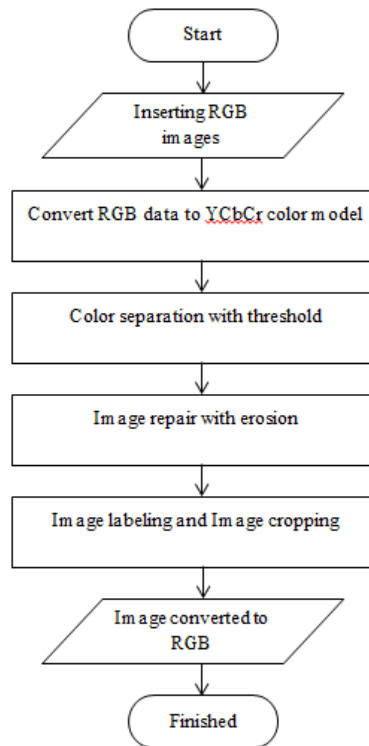 Start
Inserting RGB
images
Convert RGB data to YCbCr color model
Color separation with threshold
Image repair with erosion
Image labeling and Image cropping
Image converted to
RGB
Finished